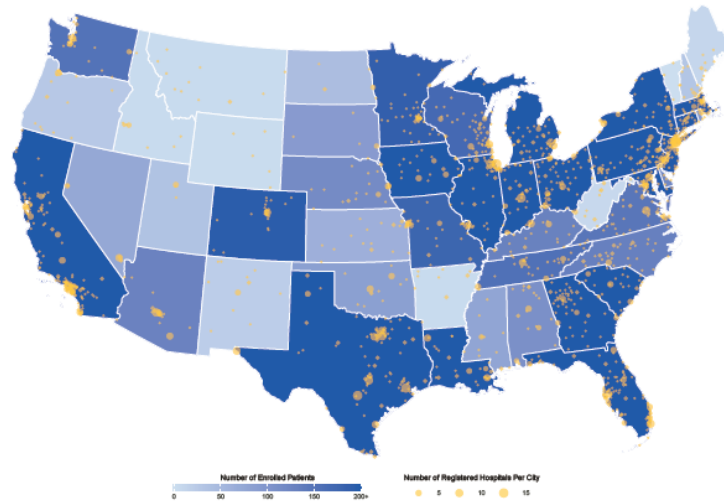 Number of Enrolled Patients
0 50 100 150 200+
Number of Registered Hospitals Per City
5 10 15